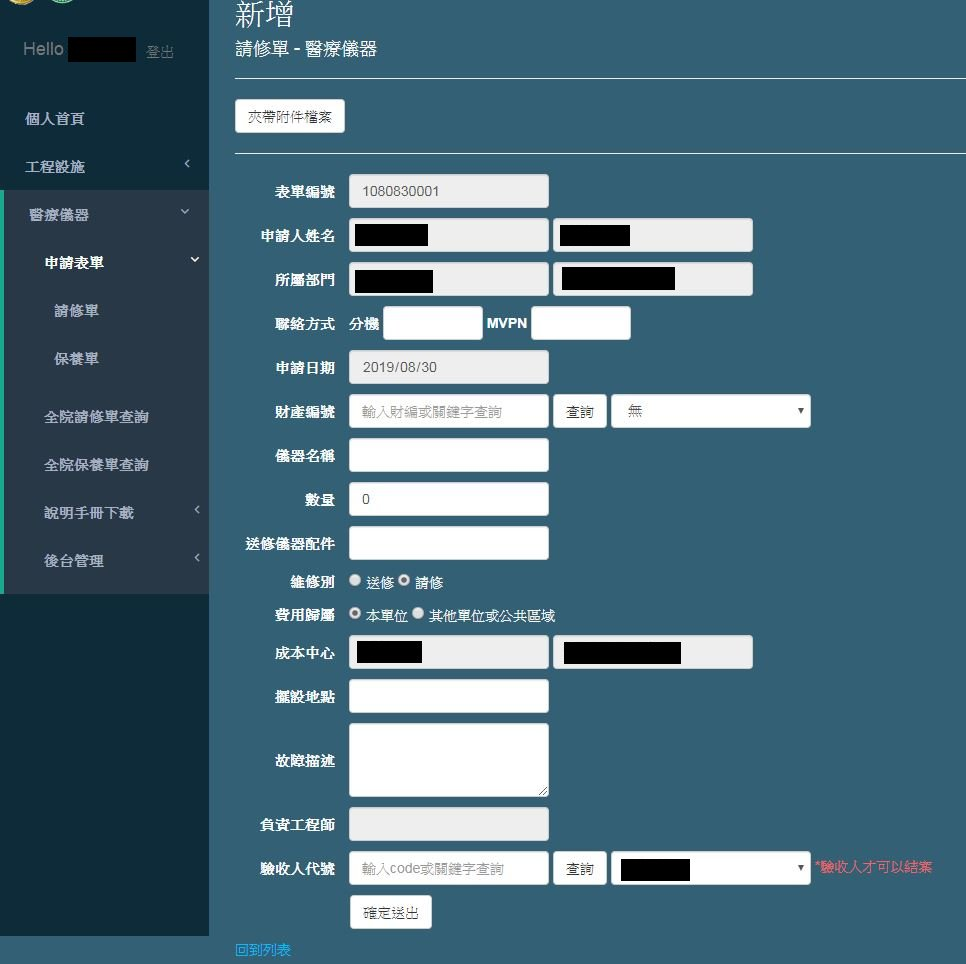 Hello 登出
個人首頁
工程設施
醫療儀器
申請表單
請修單
保養單
全院請修單查詢
全院保養單查詢
說明手冊下載
後台管理
新增
請修單 - 醫療儀器
夾帶附件檔案
表單編號 1080830001
申請人姓名
所屬部門
聯絡方式 分機 MVPN
申請日期 2019/08/30
財產編號 輸入財編或關鍵字查詢 查詢 無
儀器名稱
數量 0
送修儀器配件
維修別 送修 請修
費用歸屬 本單位 其他單位或公共區域
成本中心
擺設地點
故障描述
負責工程師
驗收人代號 輸入code或關鍵字查詢 查詢 *驗收人才可以結案
確定送出
回到列表